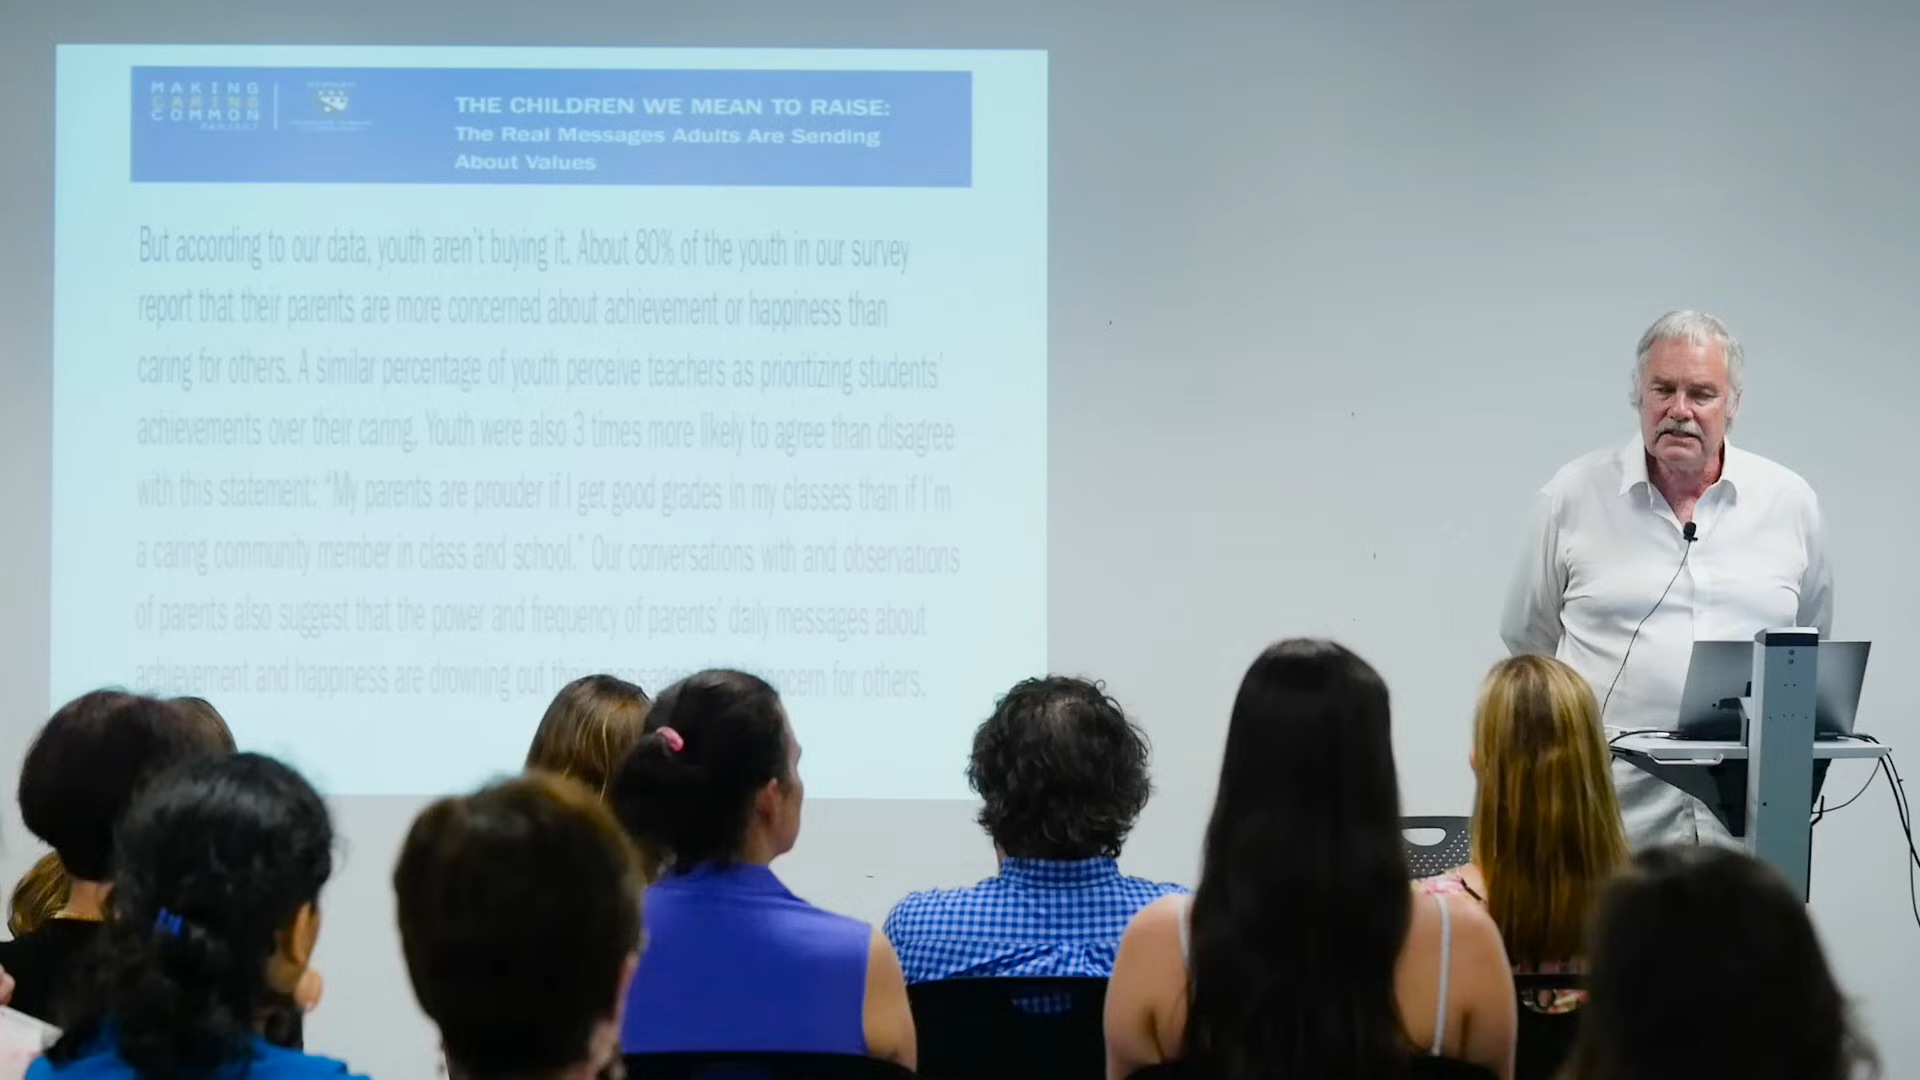 MAKING
CARING
COMMON
PROJECT
THE CHILDREN WE MEAN TO RAISE:
The Real Messages Adults Are Sending
About Values
But according to our data, youth aren't buying it. About 80% of the youth in our survey
report that their parents are more concerned about achievement or happiness than
caring for others. A similar percentage of youth perceive teachers as prioritizing students'
achievements over their caring. Youth were also 3 times more likely to agree than disagree
with this statement: "My parents are prouder if I get good grades in my classes than if I'm
a caring community member in class and school." Our conversations with and observations
of parents also suggest that the power and frequency of parents' daily messages about
achievement and happiness are drowning out their messages concern for others.